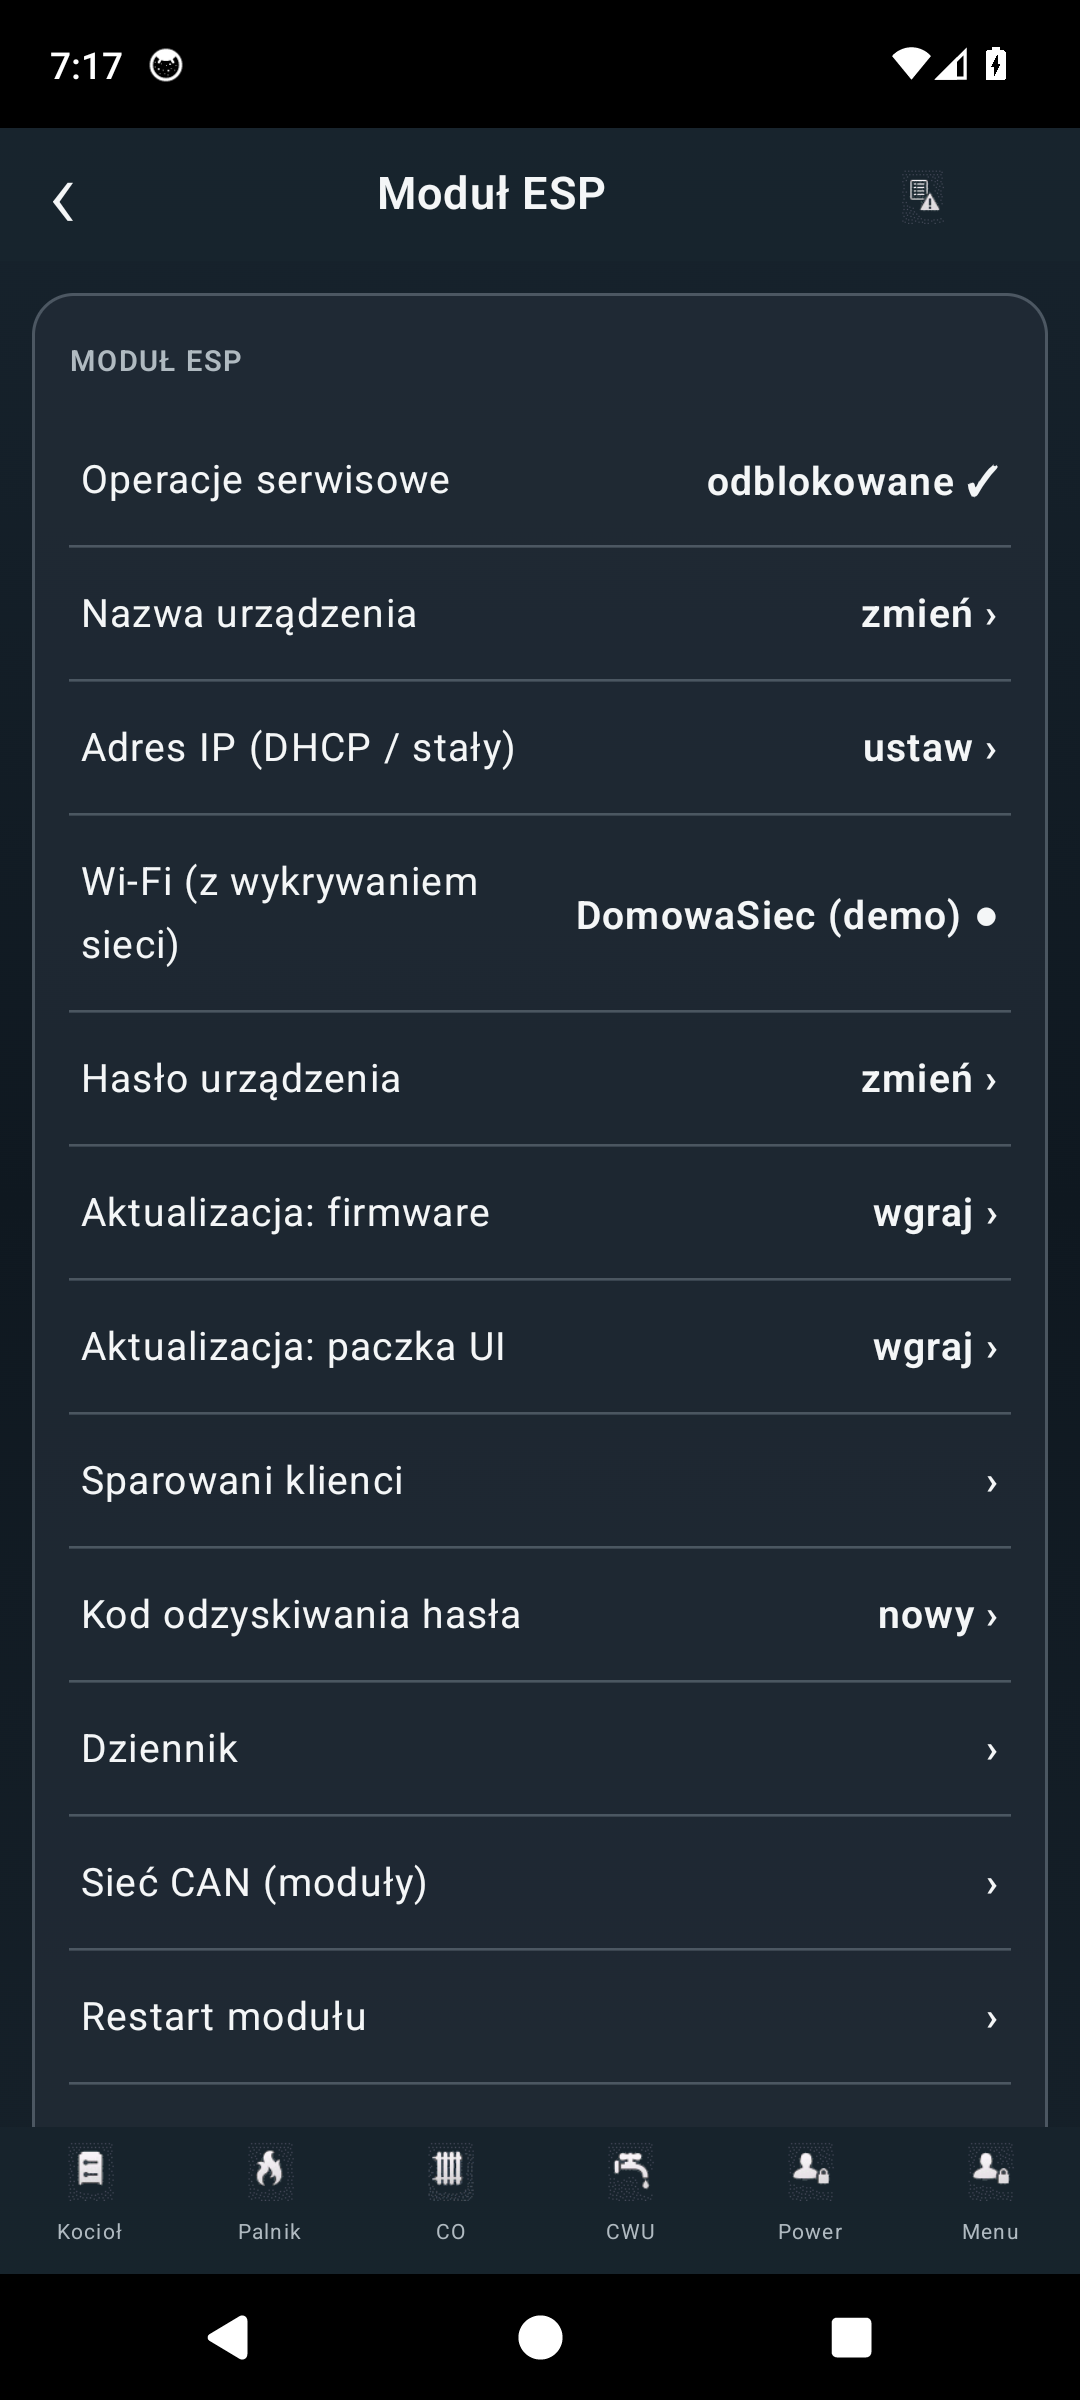 7:17
Moduł ESP
MODUŁ ESP
Operacje serwisowe odblokowane ✓
Nazwa urządzenia zmień ›
Adres IP (DHCP / stały) ustaw ›
Wi-Fi (z wykrywaniem
sieci) DomowaSiec (demo) ●
Hasło urządzenia zmień ›
Aktualizacja: firmware wgraj ›
Aktualizacja: paczka UI wgraj ›
Sparowani klienci ›
Kod odzyskiwania hasła nowy ›
Dziennik ›
Sieć CAN (moduły) ›
Restart modułu ›
Kocioł Palnik CO CWU Power Menu